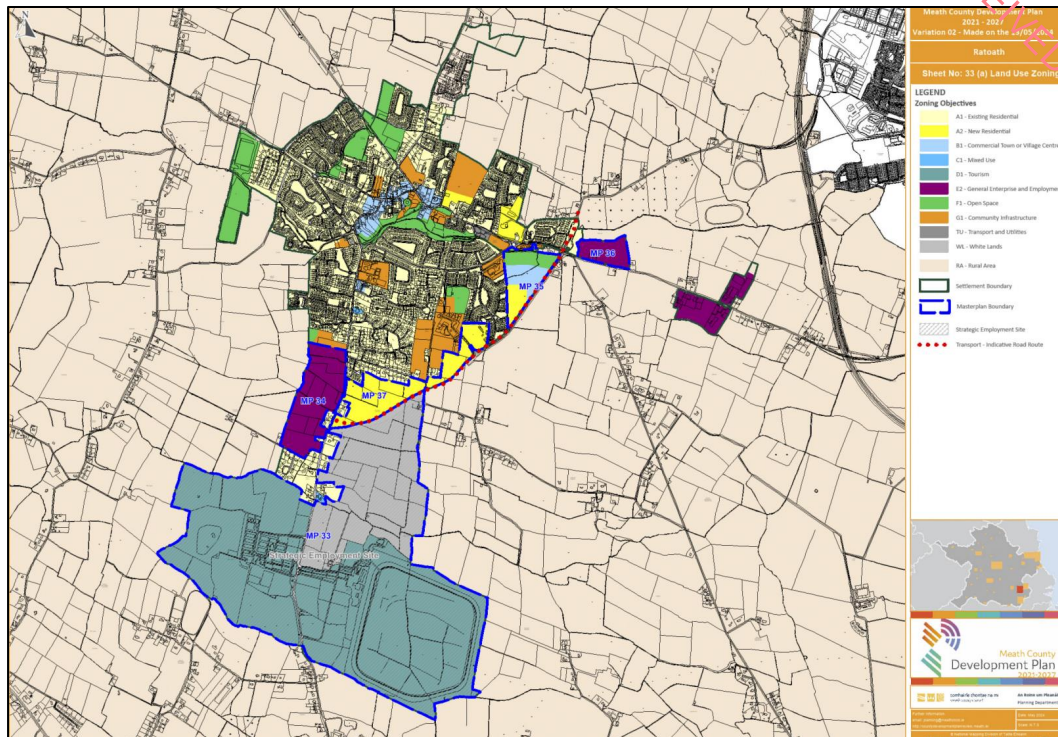 Meath County Development Plan
2021 - 2027
Variation 02 - Made on the
Ratoath
Sheet No: 33 (a) Land Use Zoning
LEGEND
Zoning Objectives
A1 - Existing Residential
A2 - New Residential
B1 - Commercial Town or Village Centre
C1 - Mixed Use
D1 - Tourism
E2 - General Enterprise and Employme
F1 - Open Space
G1 - Community Infrastructure
TU - Transport and Utilities
WL - White Lands
RA - Rural Area
Settlement Boundary
Masterplan Boundary
Strategic Employment Site
Transport - Indicative Road Route
MP 36
MP 35
MP 34
MP 37
MP 33
Strategic Employment Site
Meath County
Development Plan
2021-2027
Planning Department